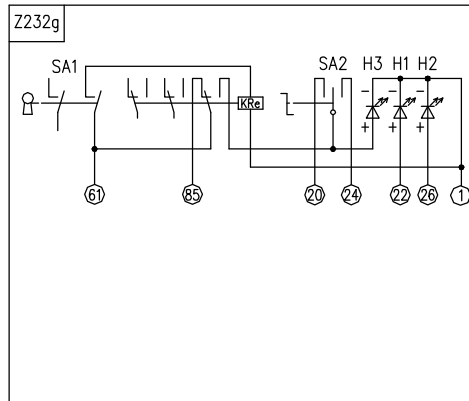 Z232g
SA1 SA2 H3 H1 H2
- - -
KRe
+ + +
61 85 20 24 22 26 1